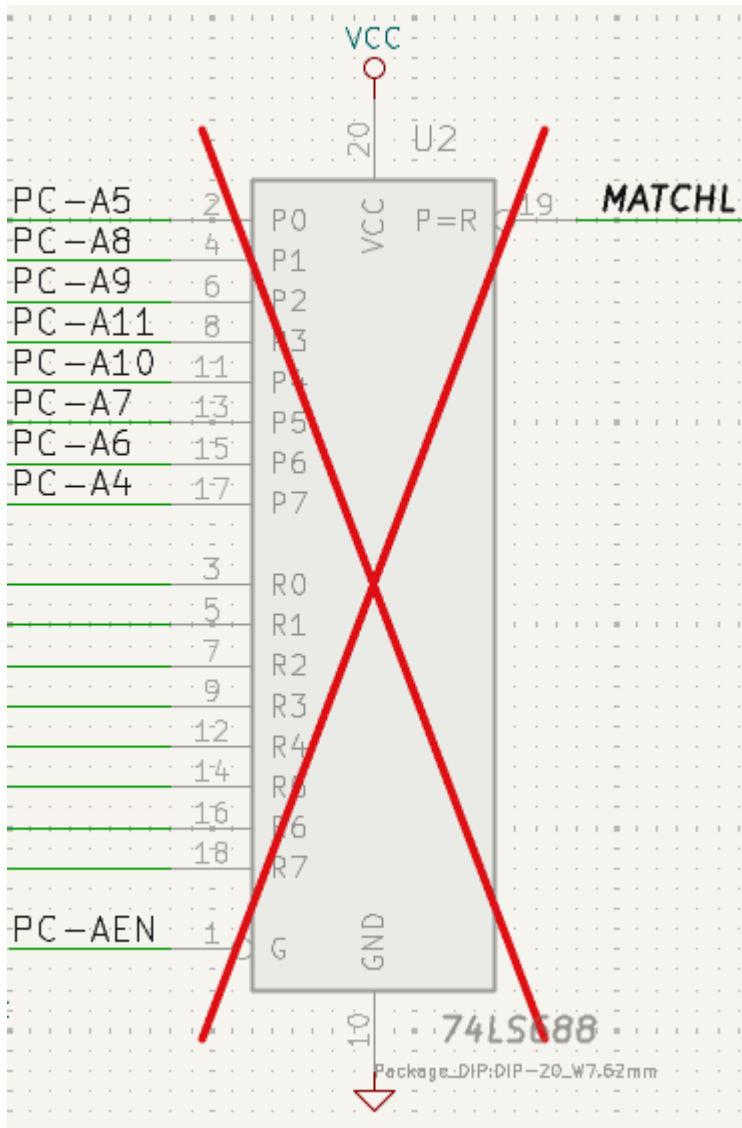 VCC
20 U2
PC-A5 2 P0 VCC P=R 19 MATCHL
PC-A8 4 P1
PC-A9 6 P2
PC-A11 8 P3
PC-A10 11 P4
PC-A7 13 P5
PC-A6 15 P6
PC-A4 17 P7
3 R0
5 R1
7 R2
9 R3
12 R4
14 R5
16 R6
18 R7
PC-AEN 1 G GND
10 74LS688
Package_DIP:DIP-20_W7.62mm